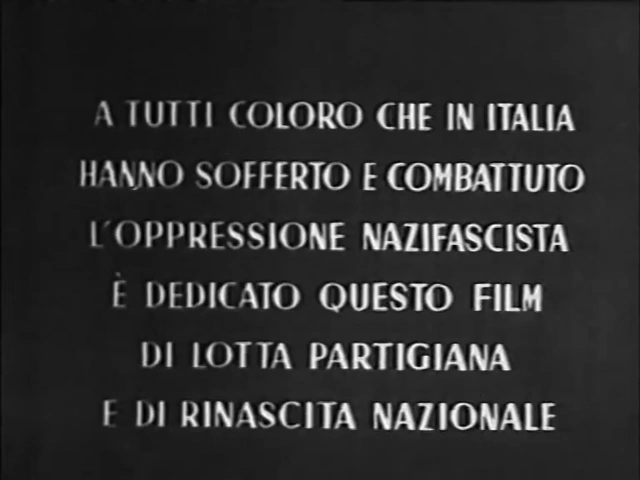 A TUTTI COLORO CHE IN ITALIA
HANNO SOFFERTO E COMBATTUTO
L'OPPRESSIONE NAZIFASCISTA
È DEDICATO QUESTO FILM
DI LOTTA PARTIGIANA
E DI RINASCITA NAZIONALE